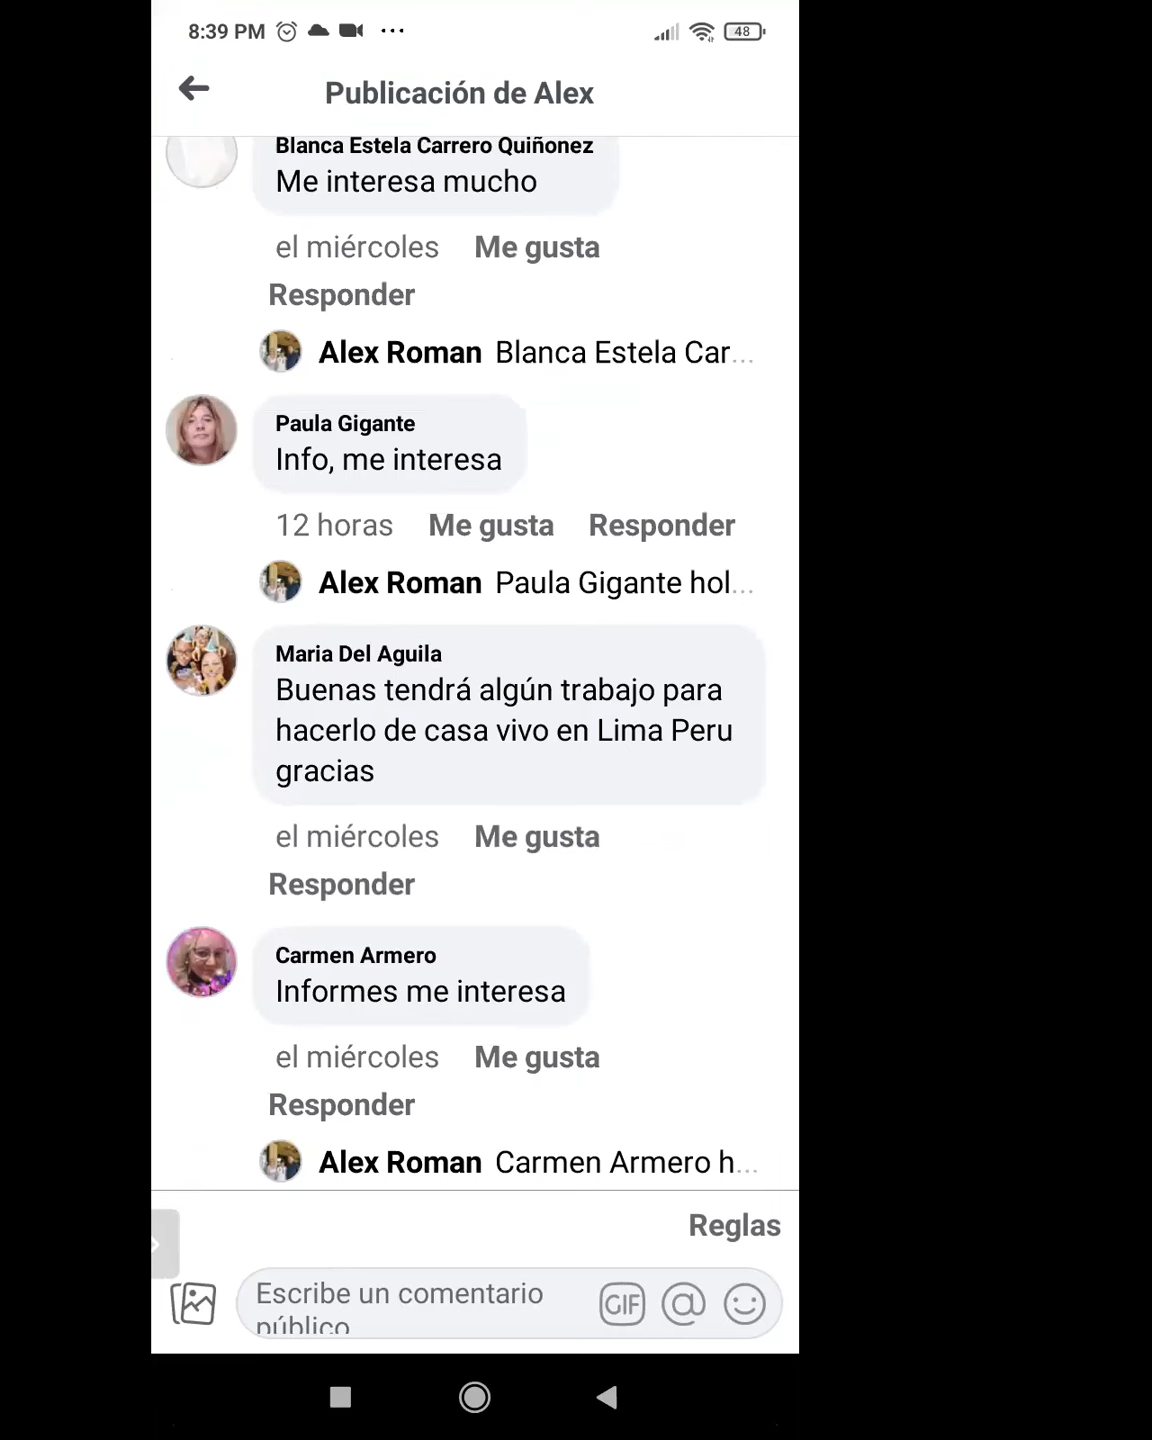 8:39 PM
48
Publicación de Alex
Blanca Estela Carrero Quiñonez
Me interesa mucho
el miércoles Me gusta
Responder
Alex Roman Blanca Estela Car...
Paula Gigante
Info, me interesa
12 horas Me gusta Responder
Alex Roman Paula Gigante hol...
Maria Del Aguila
Buenas tendrá algún trabajo para
hacerlo de casa vivo en Lima Peru
gracias
el miércoles Me gusta
Responder
Carmen Armero
Informes me interesa
el miércoles Me gusta
Responder
Alex Roman Carmen Armero h...
Reglas
Escribe un comentario
público
GIF